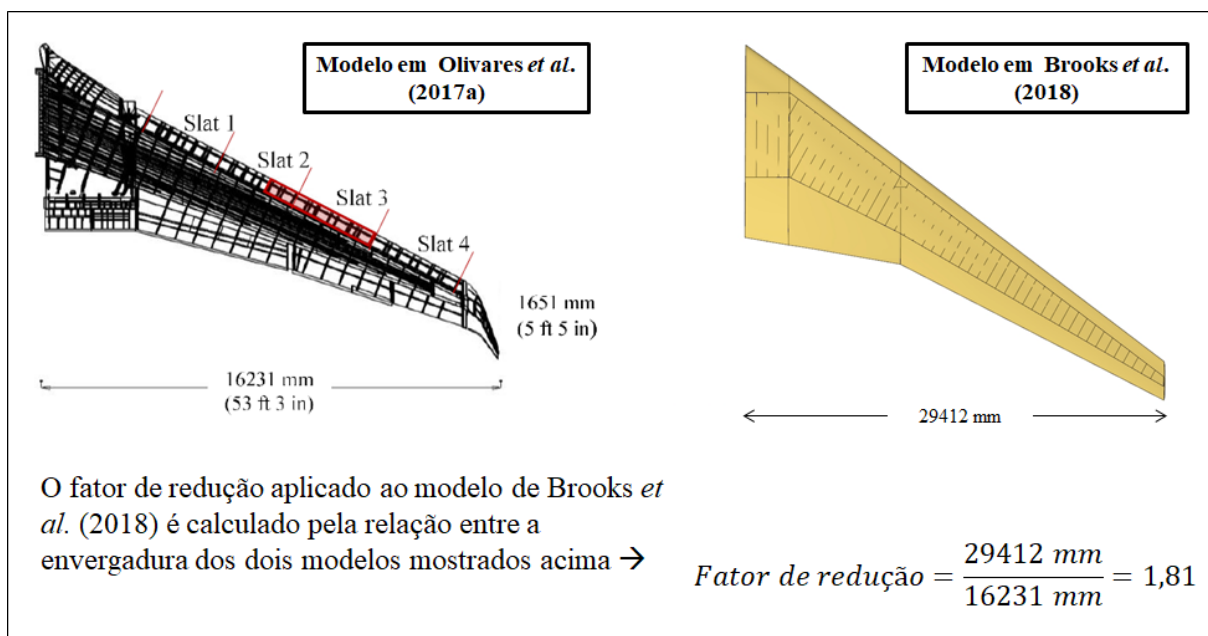 Modelo em Olivares et al.
(2017a)
Modelo em Brooks et al.
(2018)
Slat 1
Slat 2
Slat 3
Slat 4
1651 mm
(5 ft 5 in)
16231 mm
(53 ft 3 in)
29412 mm
O fator de redução aplicado ao modelo de Brooks et
al. (2018) é calculado pela relação entre a
envergadura dos dois modelos mostrados acima →
Fator de redução = 29412 mm / 16231 mm = 1,81